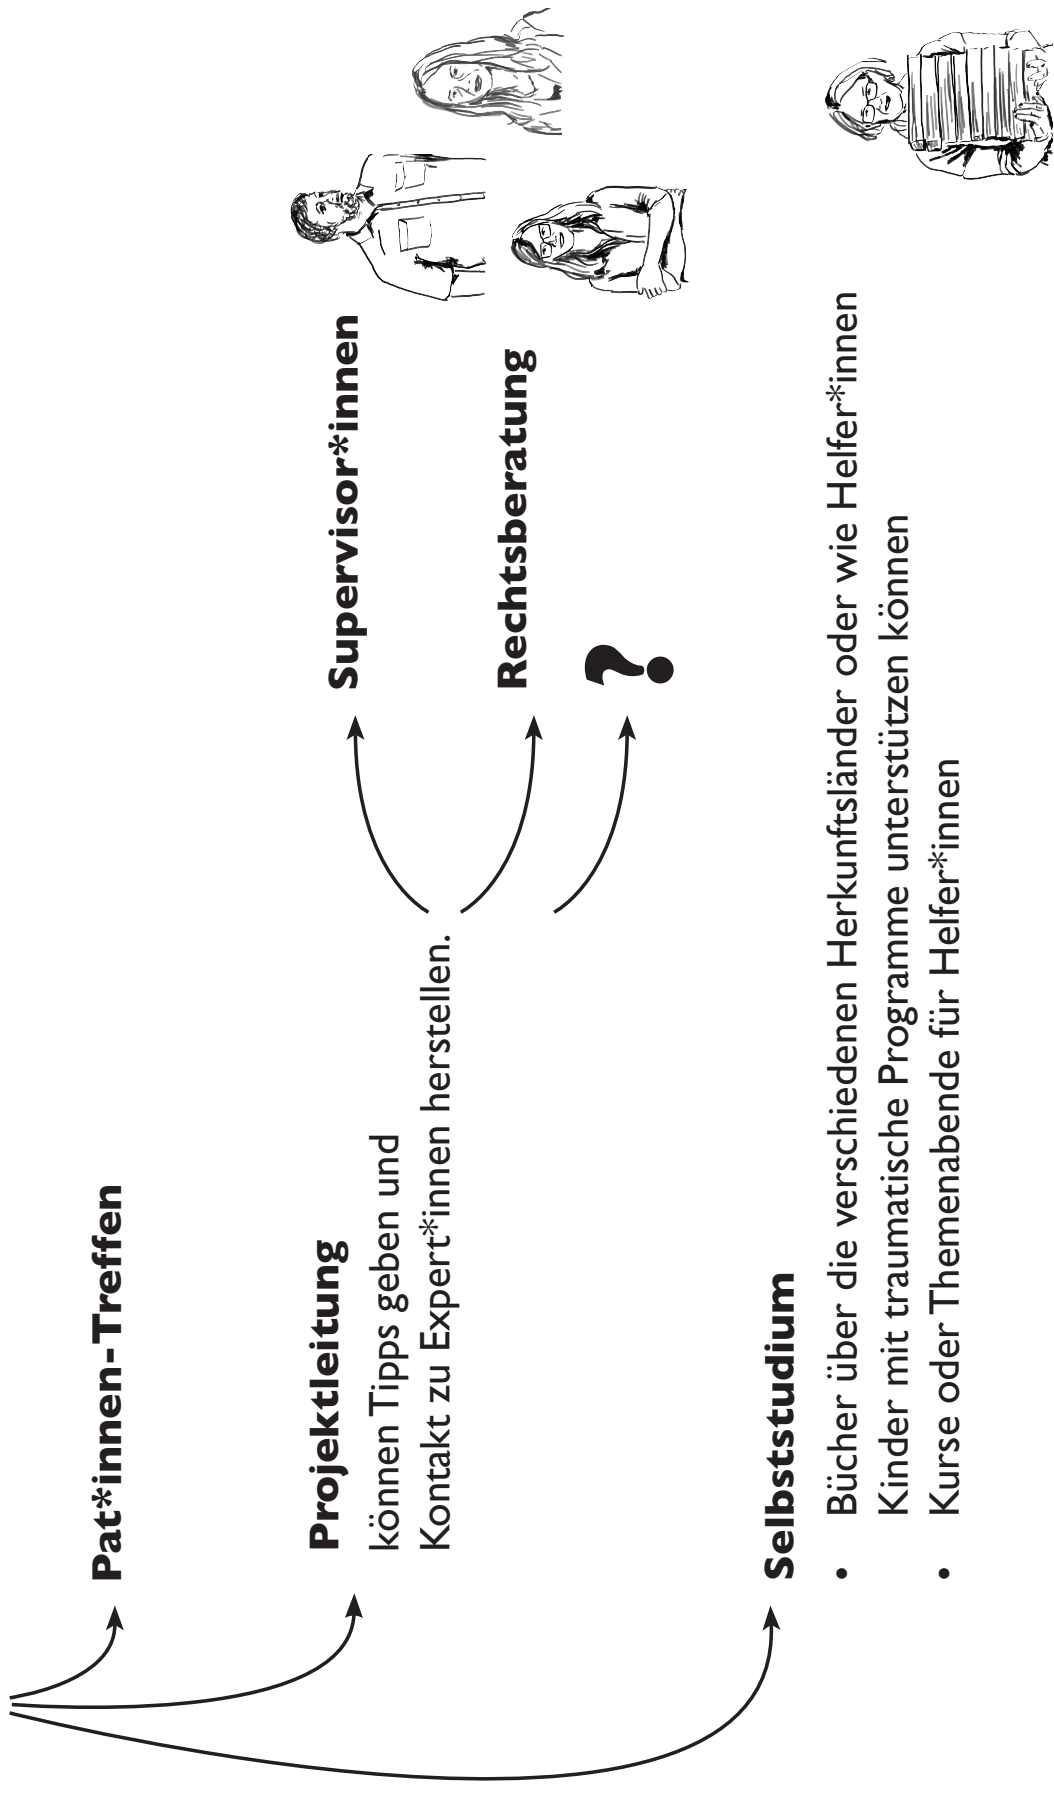 Pat*innen-Treffen
Projektleitung
können Tipps geben und
Kontakt zu Expert*innen herstellen.
Supervisor*innen
Rechtsberatung
?
Selbststudium
• Bücher über die verschiedenen Herkunftsländer oder wie Helfer*innen
Kinder mit traumatische Programme unterstützen können
• Kurse oder Themenabende für Helfer*innen